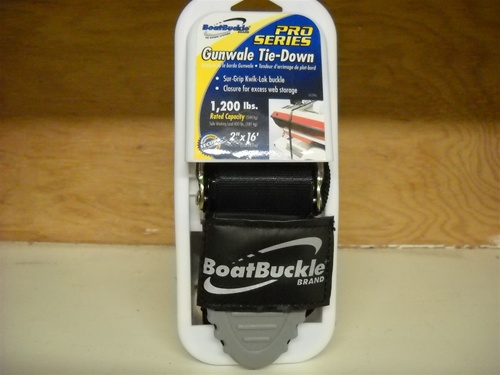 BoatBuckle
PRO
SERIES
Gunwale Tie-Down
• Sur-Grip Kwik-Lok buckle
• Closure for excess web storage
1,200 lbs.
Rated Capacity
2" x 16'
BoatBuckle
BRAND